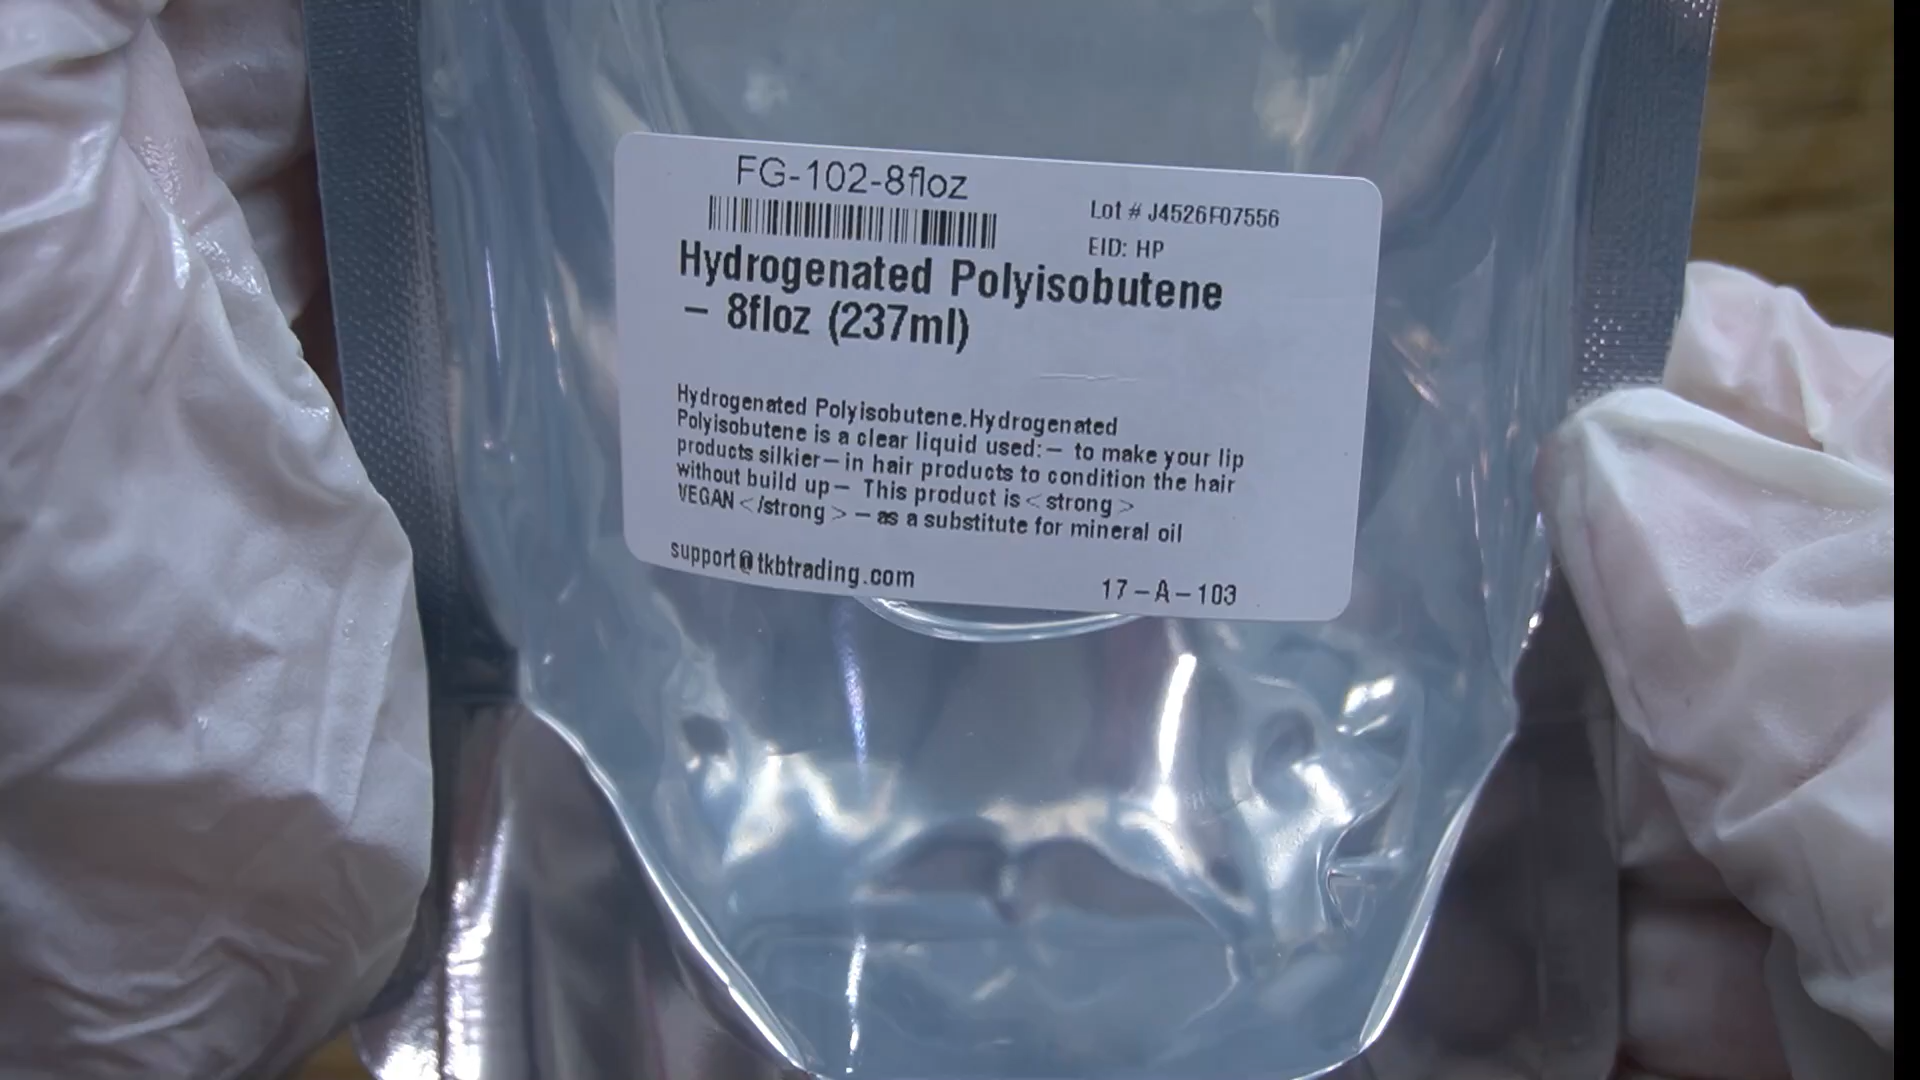 FG-102-8floz
Lot # J4526F07556
EID: HP
Hydrogenated Polyisobutene
– 8floz (237ml)
Hydrogenated Polyisobutene.Hydrogenated
Polyisobutene is a clear liquid used:– to make your lip
products silkier– in hair products to condition the hair
without build up– This product is <strong>
VEGAN </strong> – as a substitute for mineral oil
support@tkbtrading.com
17–A–103